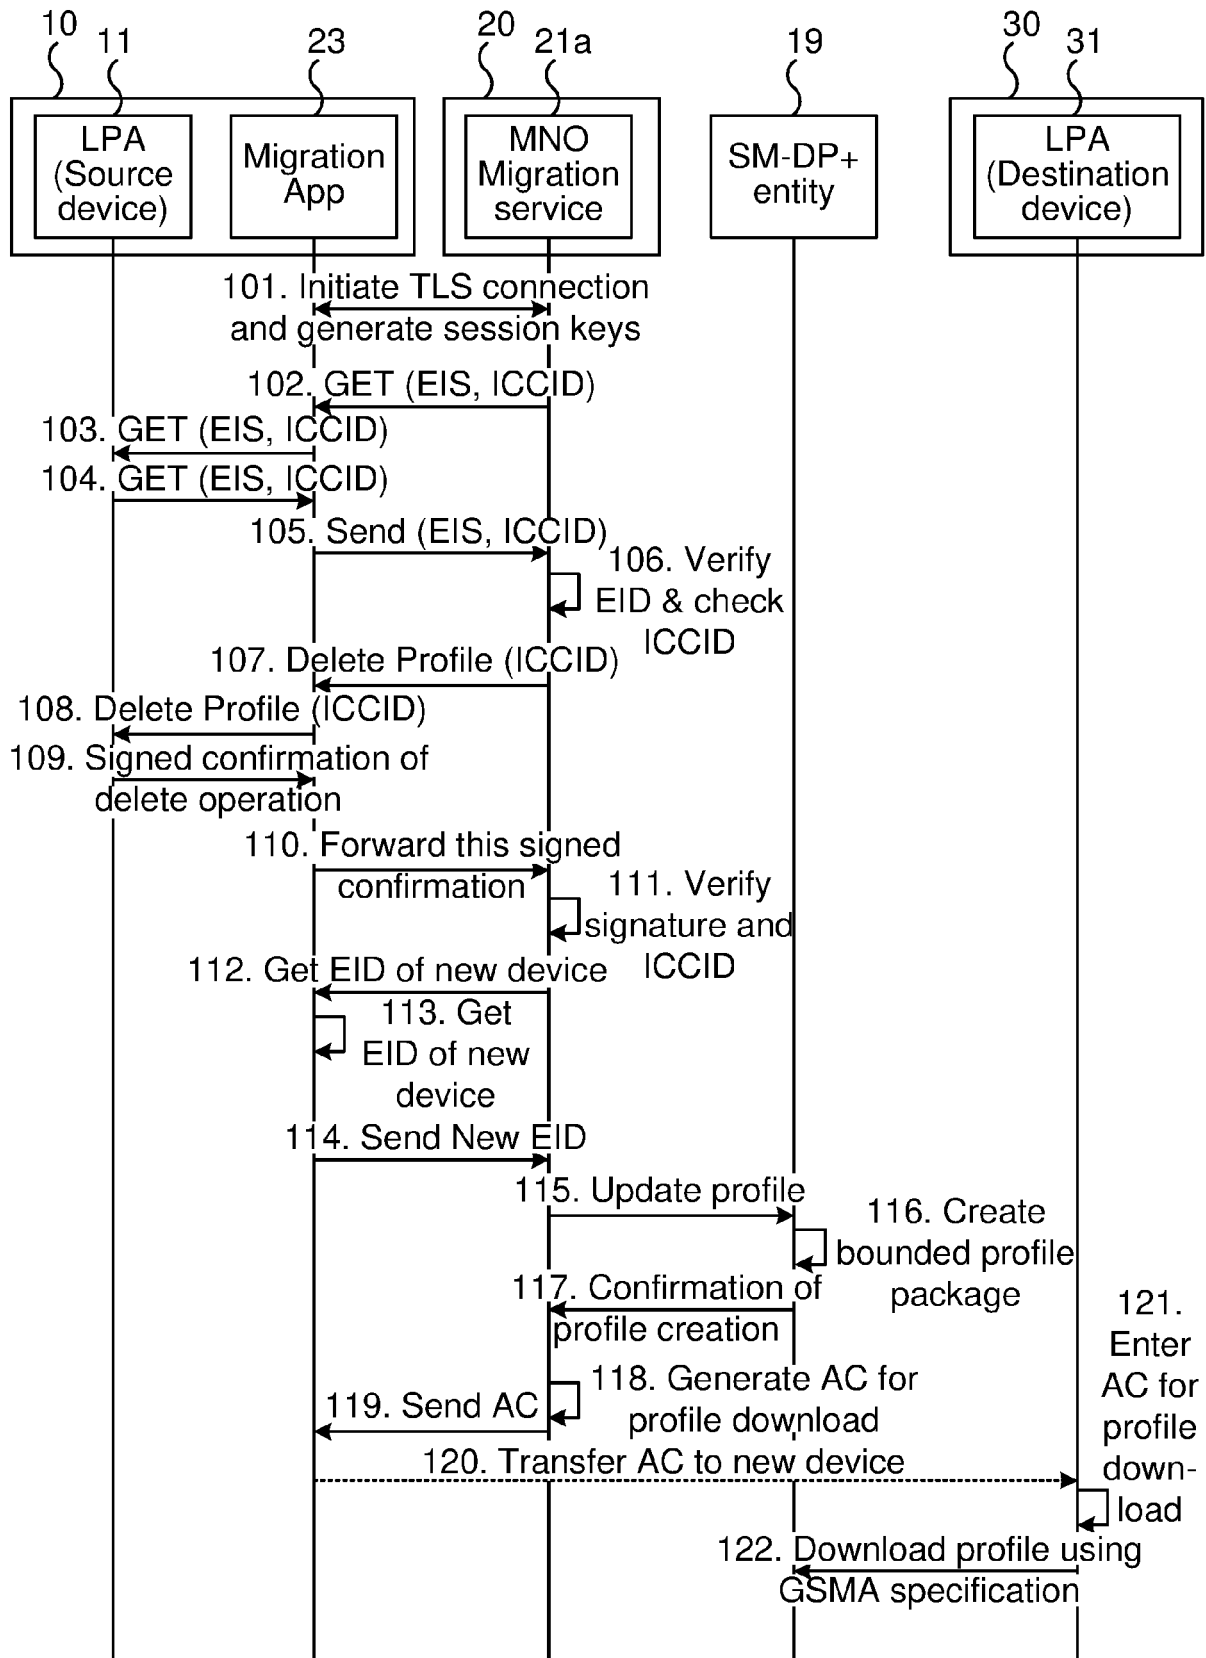 10
11
23
20
21a
19
30
31
LPA
(Source
device)
Migration
App
MNO
Migration
service
SM-DP+
entity
LPA
(Destination
device)
101. Initiate TLS connection
and generate session keys
102. GET (EIS, ICCID)
103. GET (EIS, ICCID)
104. GET (EIS, ICCID)
105. Send (EIS, ICCID)
106. Verify
EID & check
ICCID
107. Delete Profile (ICCID)
108. Delete Profile (ICCID)
109. Signed confirmation of
delete operation
110. Forward this signed
confirmation
111. Verify
signature and
ICCID
112. Get EID of new device
113. Get
EID of new
device
114. Send New EID
115. Update profile
116. Create
bounded profile
package
117. Confirmation of
profile creation
118. Generate AC for
profile download
119. Send AC
120. Transfer AC to new device
121.
Enter
AC for
profile
down-
load
122. Download profile using
GSMA specification